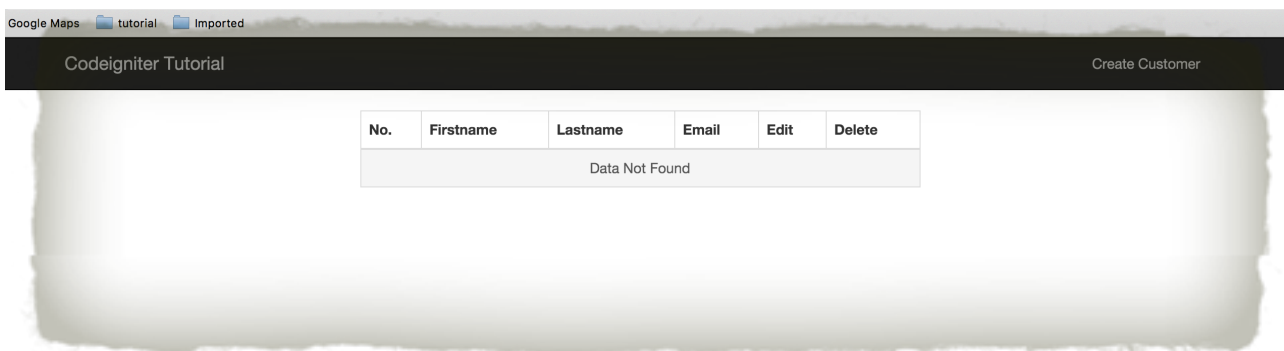 Google Maps tutorial Imported
Codeigniter Tutorial Create Customer
No. Firstname Lastname Email Edit Delete
Data Not Found